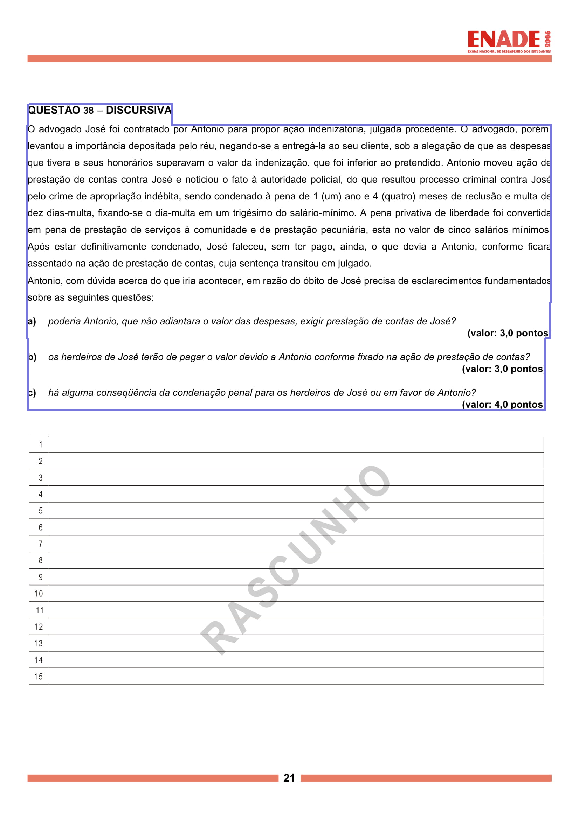 ENADE 2006
EXAME NACIONAL DE DESEMPENHO DOS ESTUDANTES
QUESTÃO 38 – DISCURSIVA
O advogado José foi contratado por Antonio para propor ação indenizatória, julgada procedente. O advogado, porém,
levantou a importância depositada pelo réu, negando-se a entregá-la ao seu cliente, sob a alegação de que as despesas
que tivera e seus honorários superavam o valor da indenização, que foi inferior ao pretendido. Antonio moveu ação de
prestação de contas contra José e noticiou o fato à autoridade policial, do que resultou processo criminal contra José
pelo crime de apropriação indébita, sendo condenado à pena de 1 (um) ano e 4 (quatro) meses de reclusão e multa de
dez dias-multa, fixando-se o dia-multa em um trigésimo do salário-mínimo. A pena privativa de liberdade foi convertida
em pena de prestação de serviços à comunidade e de prestação pecuniária, esta no valor de cinco salários mínimos.
Após estar definitivamente condenado, José faleceu, sem ter pago, ainda, o que devia a Antonio, conforme ficara
assentado na ação de prestação de contas, cuja sentença transitou em julgado.
Antonio, com dúvida acerca do que iria acontecer, em razão do óbito de José precisa de esclarecimentos fundamentados
sobre as seguintes questões:
a) poderia Antonio, que não adiantara o valor das despesas, exigir prestação de contas de José?
(valor: 3,0 pontos)
b) os herdeiros de José terão de pagar o valor devido a Antonio conforme fixado na ação de prestação de contas?
(valor: 3,0 pontos)
c) há alguma conseqüência da condenação penal para os herdeiros de José ou em favor de Antonio?
(valor: 4,0 pontos)
1
2
3
4
5
6
7
8
9
10
11
12
13
14
15
RASCUNHO
21